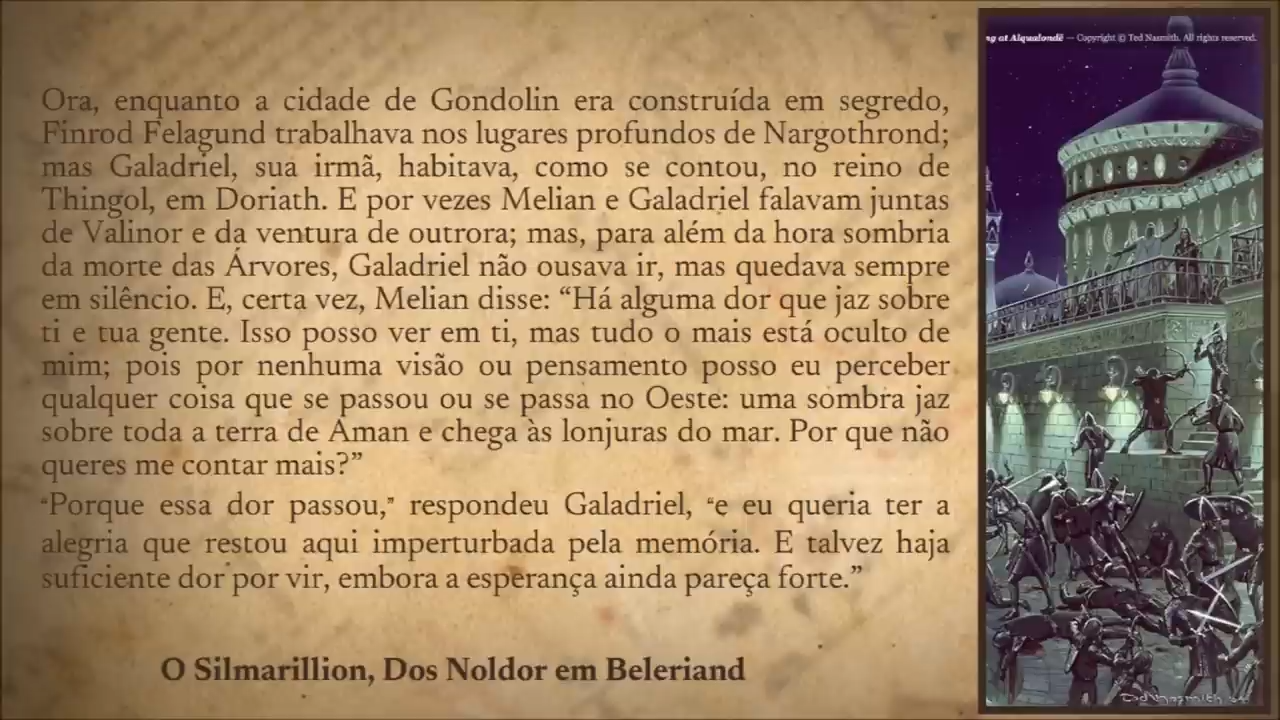 Ora, enquanto a cidade de Gondolin era construída em segredo,
Finrod Felagund trabalhava nos lugares profundos de Nargothrond;
mas Galadriel, sua irmã, habitava, como se contou, no reino de
Thingol, em Doriath. E por vezes Melian e Galadriel falavam juntas
de Valinor e da ventura de outrora; mas, para além da hora sombria
da morte das Árvores, Galadriel não ousava ir, mas quedava sempre
em silêncio. E, certa vez, Melian disse: “Há alguma dor que jaz sobre
ti e tua gente. Isso posso ver em ti, mas tudo o mais está oculto de
mim; pois por nenhuma visão ou pensamento posso eu perceber
qualquer coisa que se passou ou se passa no Oeste: uma sombra jaz
sobre toda a terra de Aman e chega às lonjuras do mar. Por que não
queres me contar mais?”
“Porque essa dor passou,” respondeu Galadriel, “e eu queria ter a
alegria que restou aqui imperturbada pela memória. E talvez haja
suficiente dor por vir, embora a esperança ainda pareça forte.”
O Silmarillion, Dos Noldor em Beleriand
ng at Alqualondë — Copyright © Ted Nasmith. All rights reserved.
Ted Nasmith